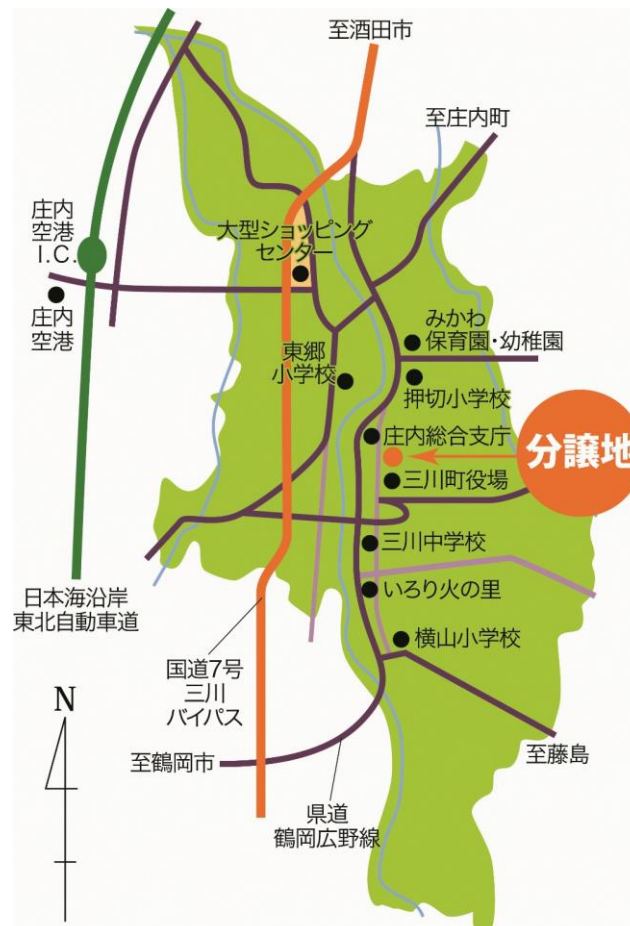 至酒田市
至庄内町
庄内
空港
I.C.
大型ショッピング
センター
庄内
空港
みかわ
保育園・幼稚園
東郷
小学校
押切小学校
庄内総合支庁
分譲地
三川町役場
三川中学校
日本海沿岸
東北自動車道
いろり火の里
横山小学校
国道7号
三川
バイパス
N
至鶴岡市
至藤島
県道
鶴岡広野線